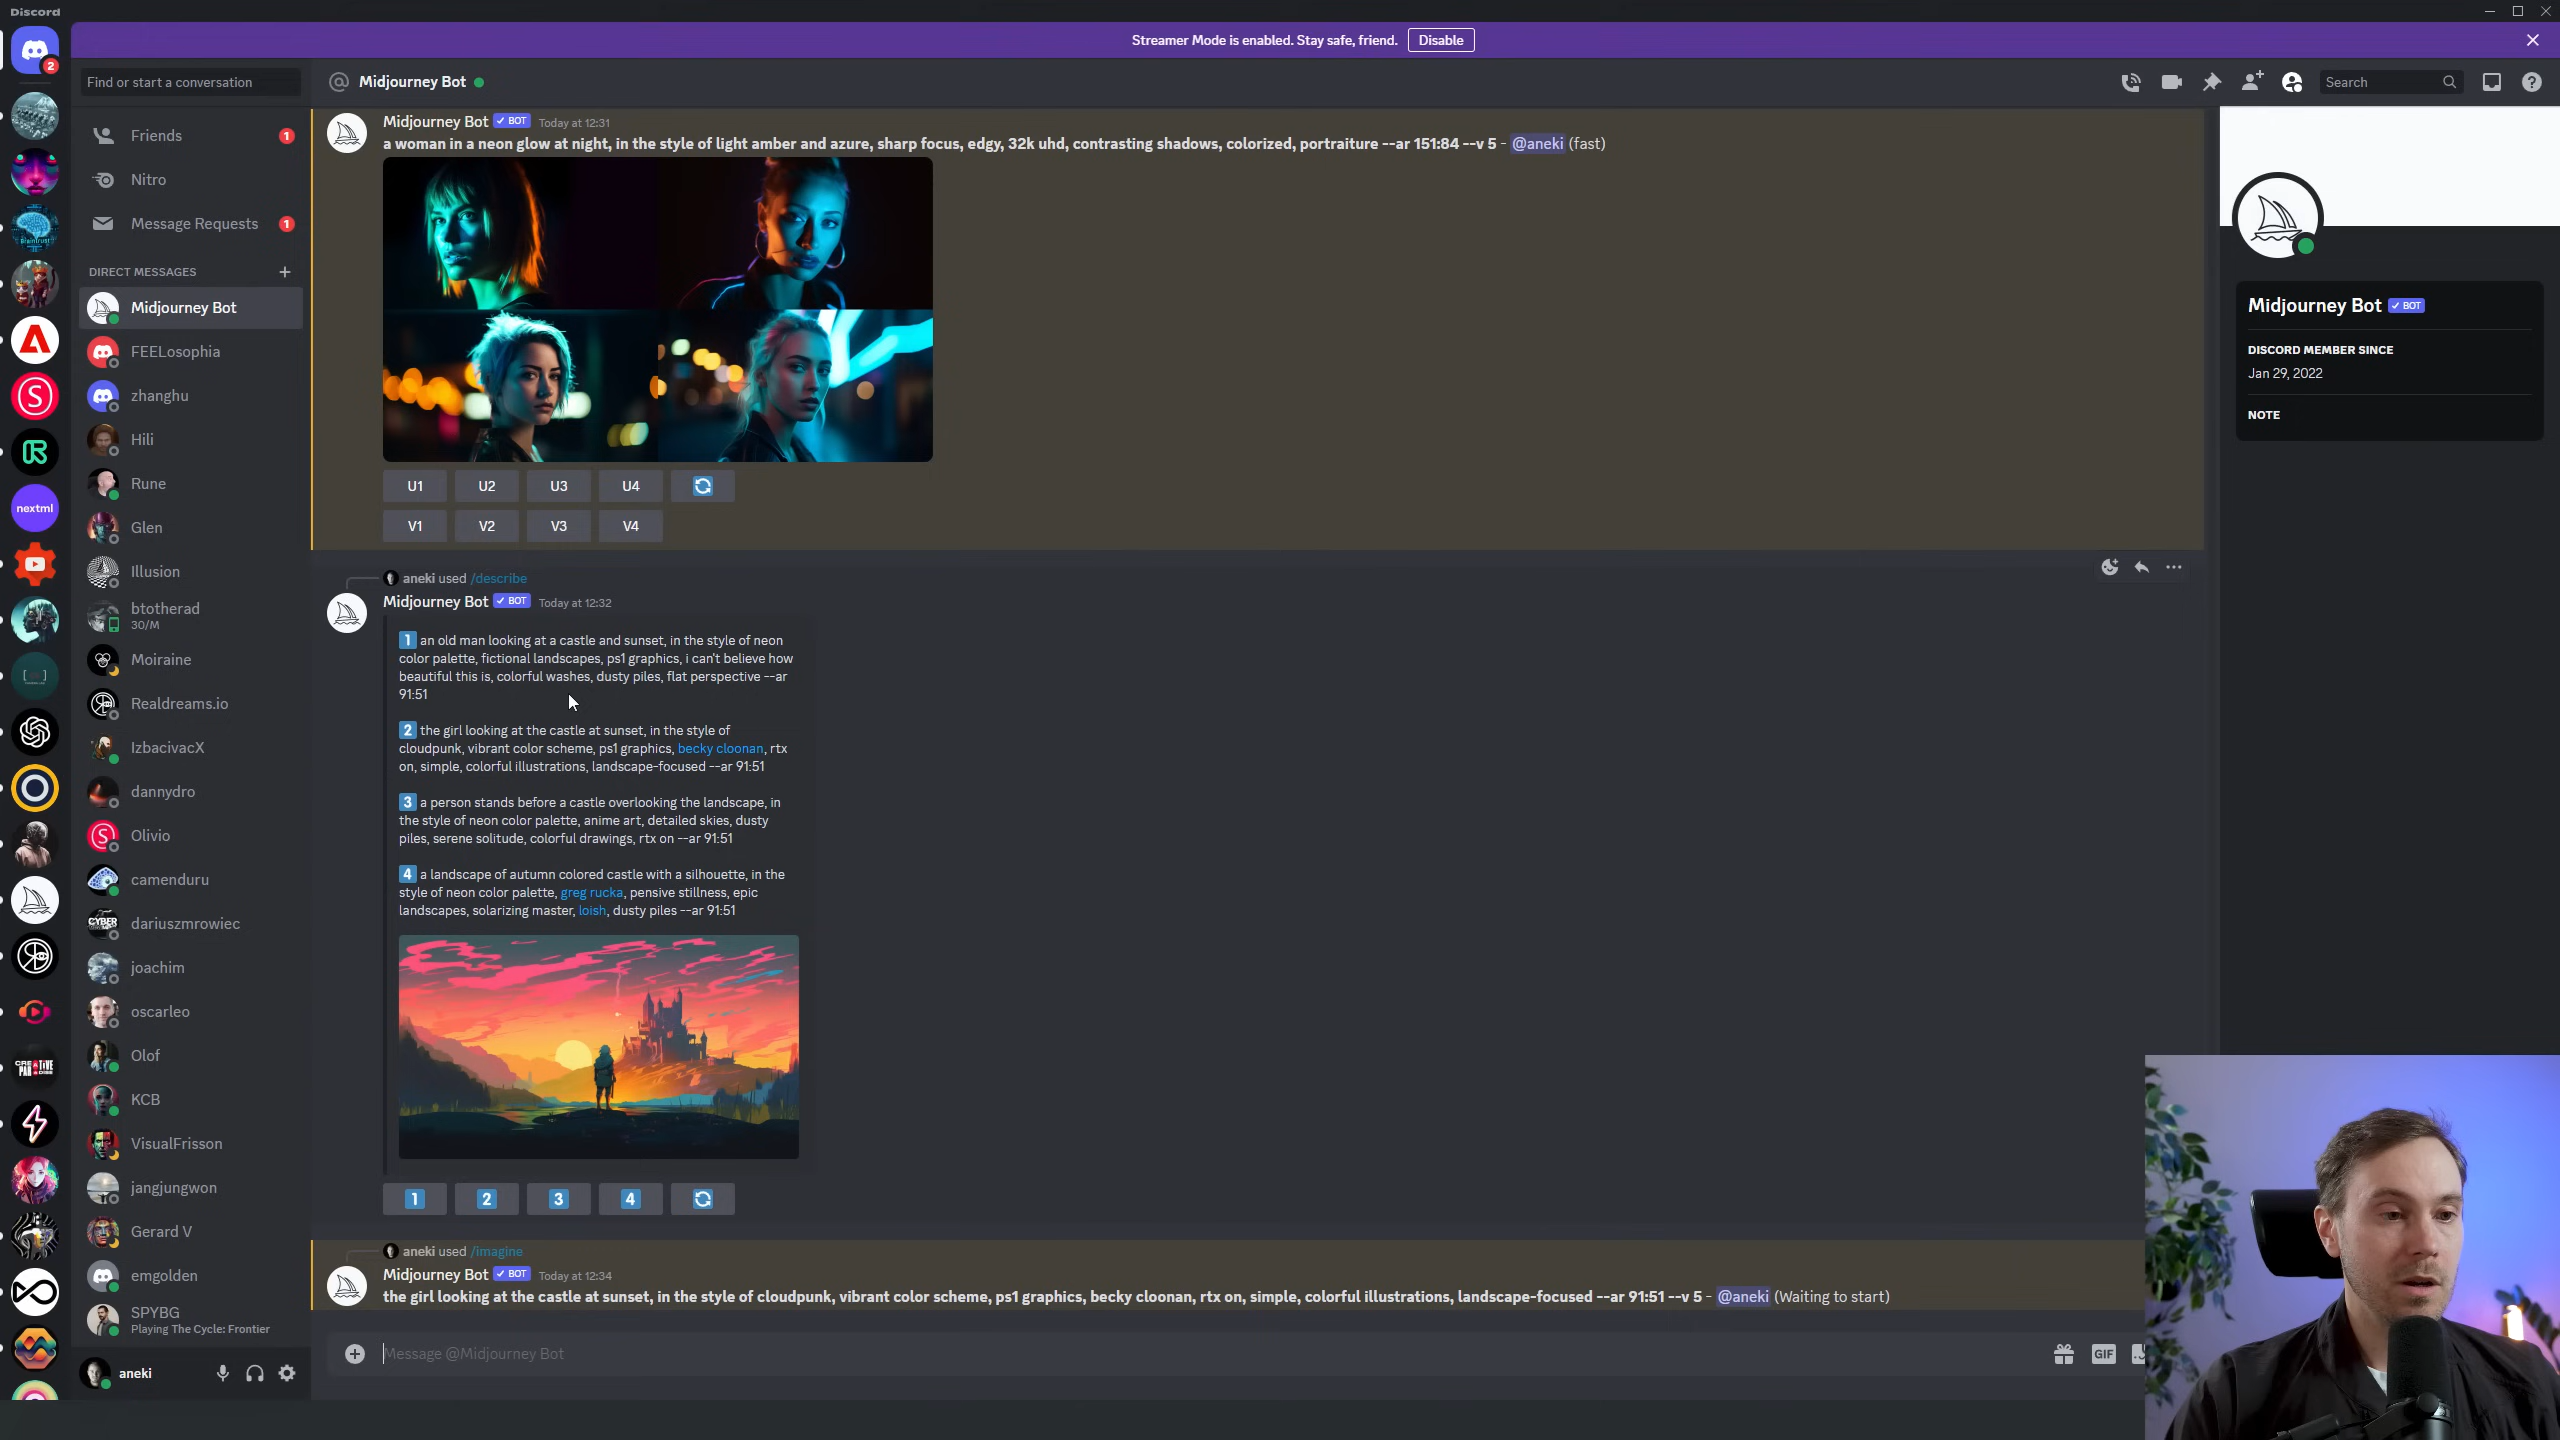 Discord
Streamer Mode is enabled. Stay safe, friend. Disable
2
Find or start a conversation
Midjourney Bot
Search
Friends 1
Nitro
Message Requests 1
DIRECT MESSAGES
Midjourney Bot
FEELosophia
zhanghu
Hili
Rune
Glen
Illusion
btotherad
30/M
Moiraine
Realdreams.io
IzbacivacX
dannydro
Olivio
camenduru
dariuszmrowiec
joachim
oscarleo
Olof
KCB
VisualFrisson
jangjungwon
Gerard V
emgolden
SPYBG
Playing The Cycle: Frontier
aneki
nextml
Midjourney Bot BOT Today at 12:31
a woman in a neon glow at night, in the style of light amber and azure, sharp focus, edgy, 32k uhd, contrasting shadows, colorized, portraiture --ar 151:84 --v 5 - @aneki (fast)
U1 U2 U3 U4
V1 V2 V3 V4
aneki used /describe
Midjourney Bot BOT Today at 12:32
1 an old man looking at a castle and sunset, in the style of neon
color palette, fictional landscapes, ps1 graphics, i can't believe how
beautiful this is, colorful washes, dusty piles, flat perspective --ar
91:51
2 the girl looking at the castle at sunset, in the style of
cloudpunk, vibrant color scheme, ps1 graphics, becky cloonan, rtx
on, simple, colorful illustrations, landscape-focused --ar 91:51
3 a person stands before a castle overlooking the landscape, in
the style of neon color palette, anime art, detailed skies, dusty
piles, serene solitude, colorful drawings, rtx on --ar 91:51
4 a landscape of autumn colored castle with a silhouette, in the
style of neon color palette, greg rucka, pensive stillness, epic
landscapes, solarizing master, loish, dusty piles --ar 91:51
1 2 3 4
aneki used /imagine
Midjourney Bot BOT Today at 12:34
the girl looking at the castle at sunset, in the style of cloudpunk, vibrant color scheme, ps1 graphics, becky cloonan, rtx on, simple, colorful illustrations, landscape-focused --ar 91:51 --v 5 - @aneki (Waiting to start)
Message @Midjourney Bot
GIF
Midjourney Bot BOT
DISCORD MEMBER SINCE
Jan 29, 2022
NOTE